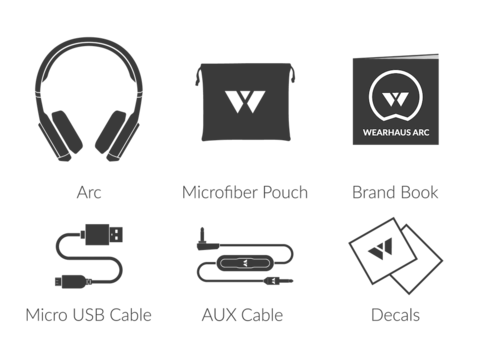 WEARHAUS ARC
Arc
Microfiber Pouch
Brand Book
Micro USB Cable
AUX Cable
Decals